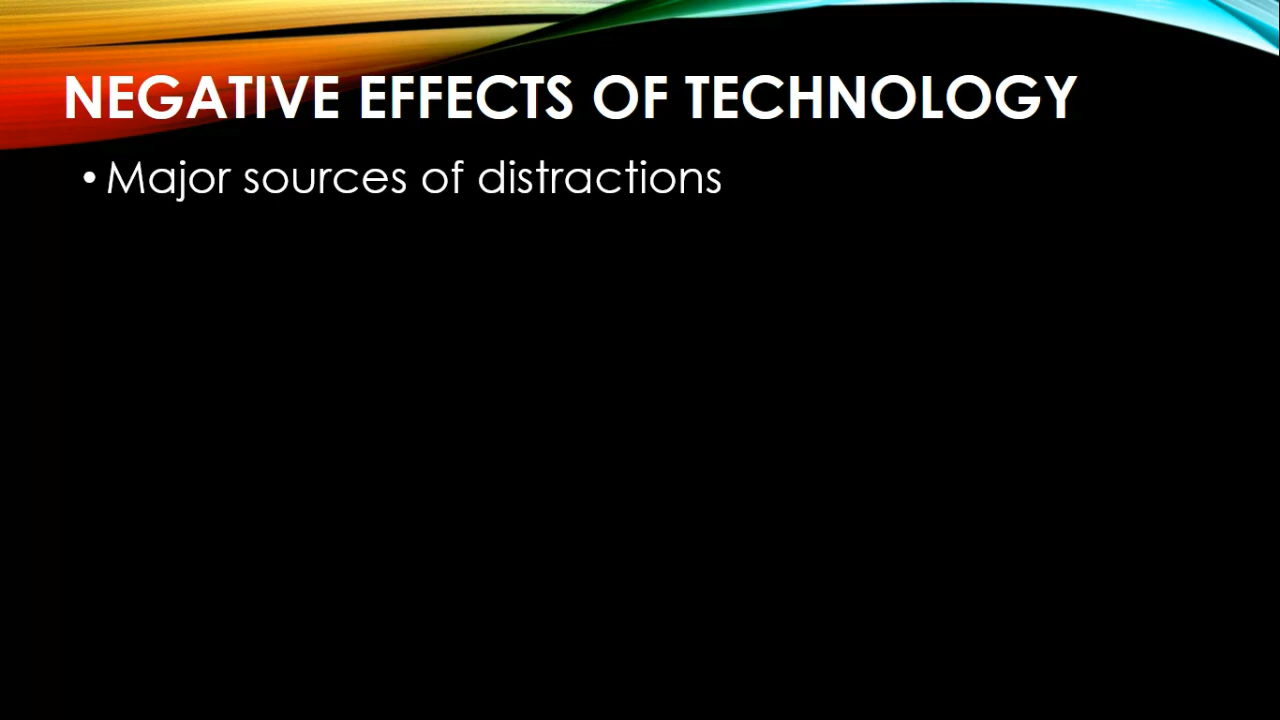 NEGATIVE EFFECTS OF TECHNOLOGY
• Major sources of distractions